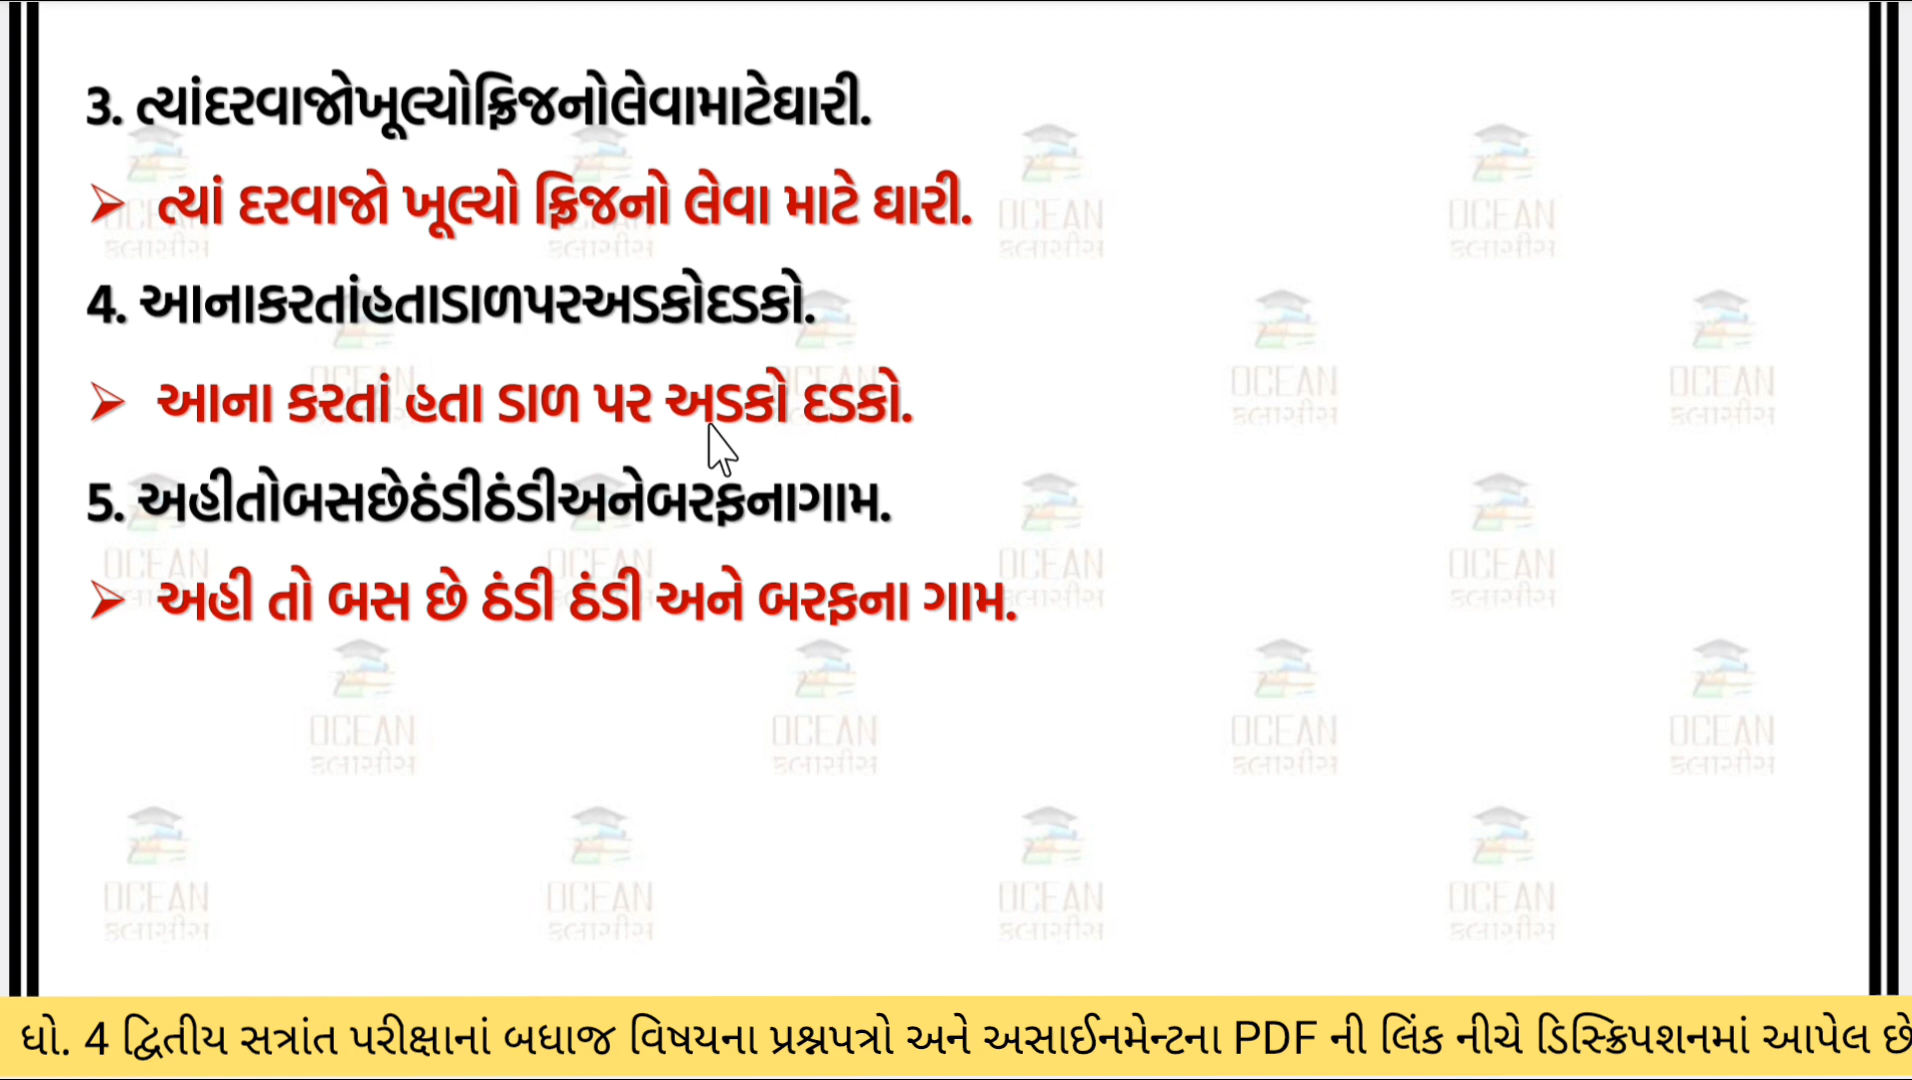 3. ત્યાંદરવાજોખૂલ્યોફ્રિજનોલેવામાટેઘારી.
➢ ત્યાં દરવાજો ખૂલ્યો ફ્રિજનો લેવા માટે ઘારી.
4. આનાકરતાંહતાડાળપરઅડકોદડકો.
➢ આના કરતાં હતા ડાળ પર અડકો દડકો.
5. અહીતોબસછેઠંડીઠંડીઅનેબરફનાગામ.
➢ અહી તો બસ છે ઠંડી ઠંડી અને બરફના ગામ.
OCEAN
કલાસીસ
ધો. 4 દ્વિતીય સત્રાંત પરીક્ષાનાં બધાજ વિષયના પ્રશ્નપત્રો અને અસાઈનમેન્ટના PDF ની લિંક નીચે ડિસ્ક્રિપશનમાં આપેલ છે